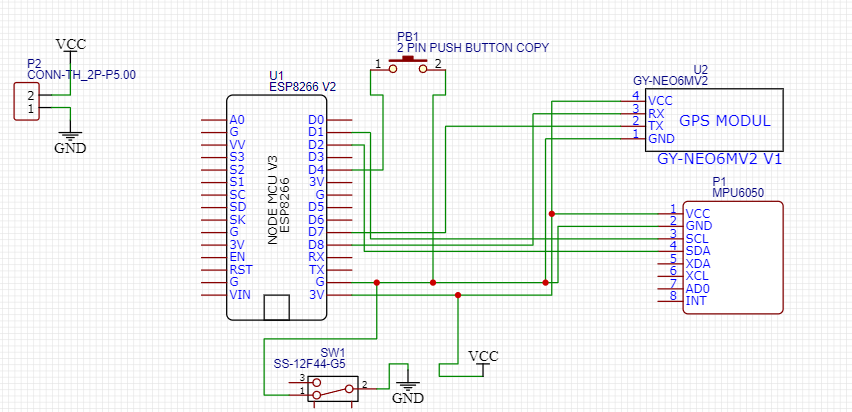 VCC
P2
CONN-TH_2P-P5.00
2
1
GND
U1
ESP8266 V2
NODE MCU V3
ESP8266
A0
G
VV
S3
S2
S1
SC
SD
SK
G
3V
EN
RST
G
VIN
D0
D1
D2
D3
D4
3V
G
D5
D6
D7
D8
RX
TX
G
3V
PB1
2 PIN PUSH BUTTON COPY
1 2
U2
GY-NEO6MV2
4 VCC
3 RX
2 TX
1 GND
GPS MODUL
GY-NEO6MV2 V1
P1
MPU6050
1 VCC
2 GND
3 SCL
4 SDA
5 XDA
6 XCL
7 AD0
8 INT
SW1
SS-12F44-G5
3
1
2
GND
VCC